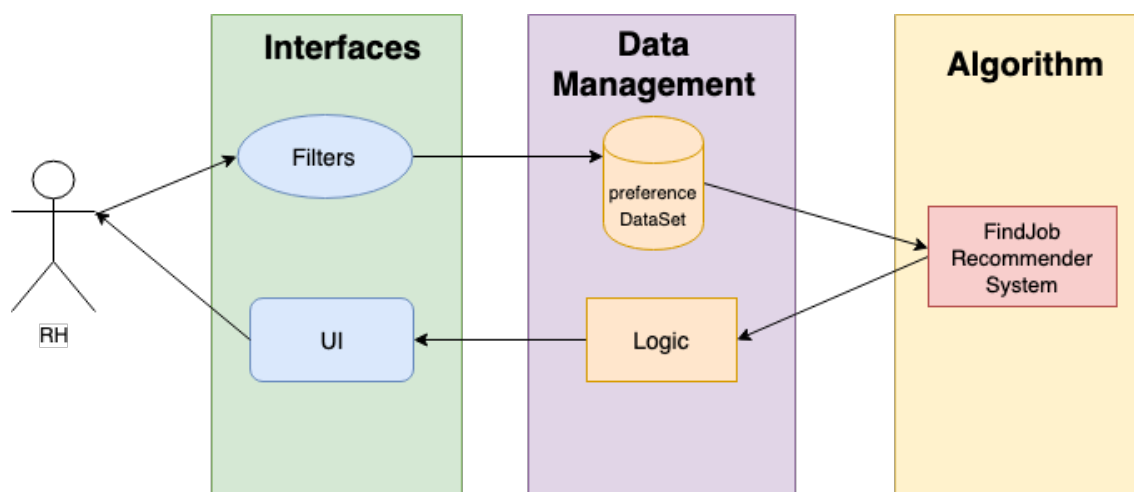 Interfaces
Data
Management
Algorithm
Filters
preference
DataSet
FindJob
Recommender
System
UI
Logic
RH